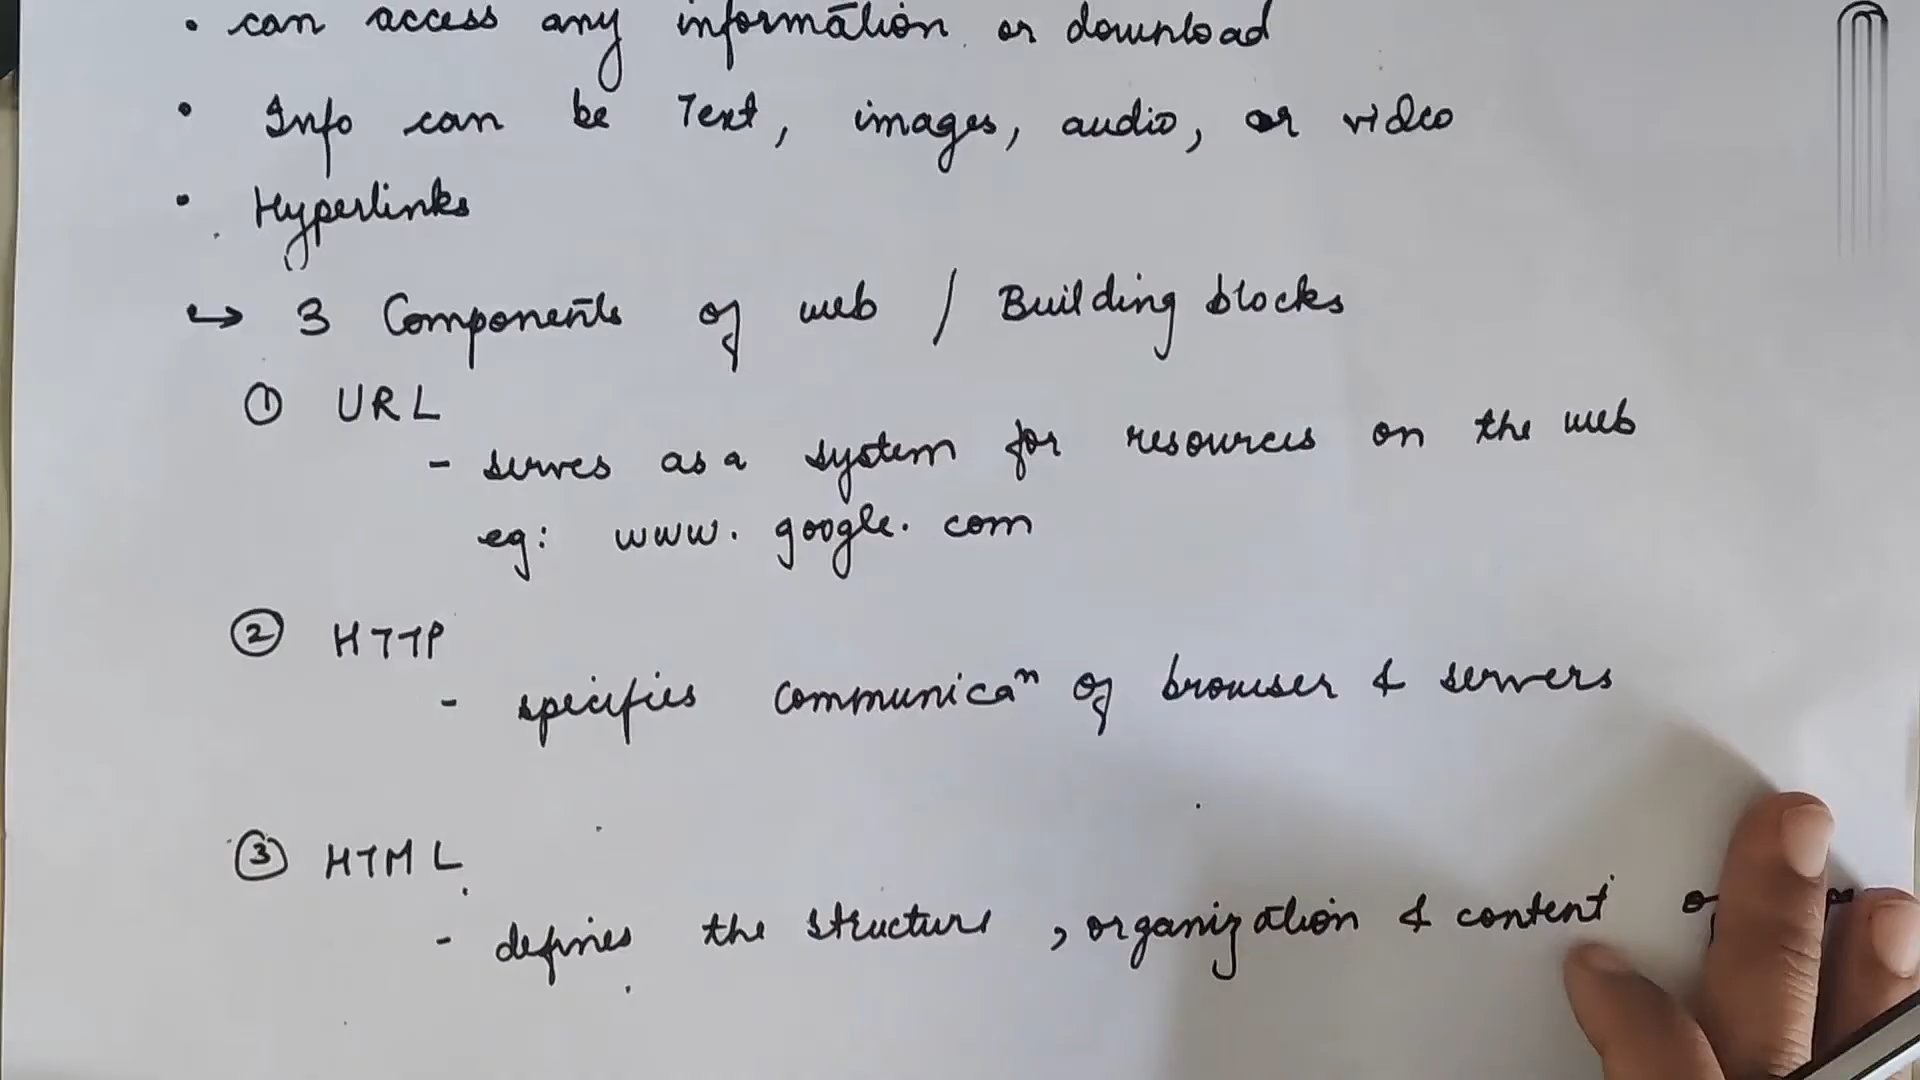 • can access any information or download
• Info can be Text, images, audio, or video
• Hyperlinks
↪ 3 Components of web / Building blocks
① URL
- serves as a system for resources on the web
eg: www. google. com
② HTTP
- specifies communicaⁿ of browser & servers
③ HTML
- defines the structure, organization & content